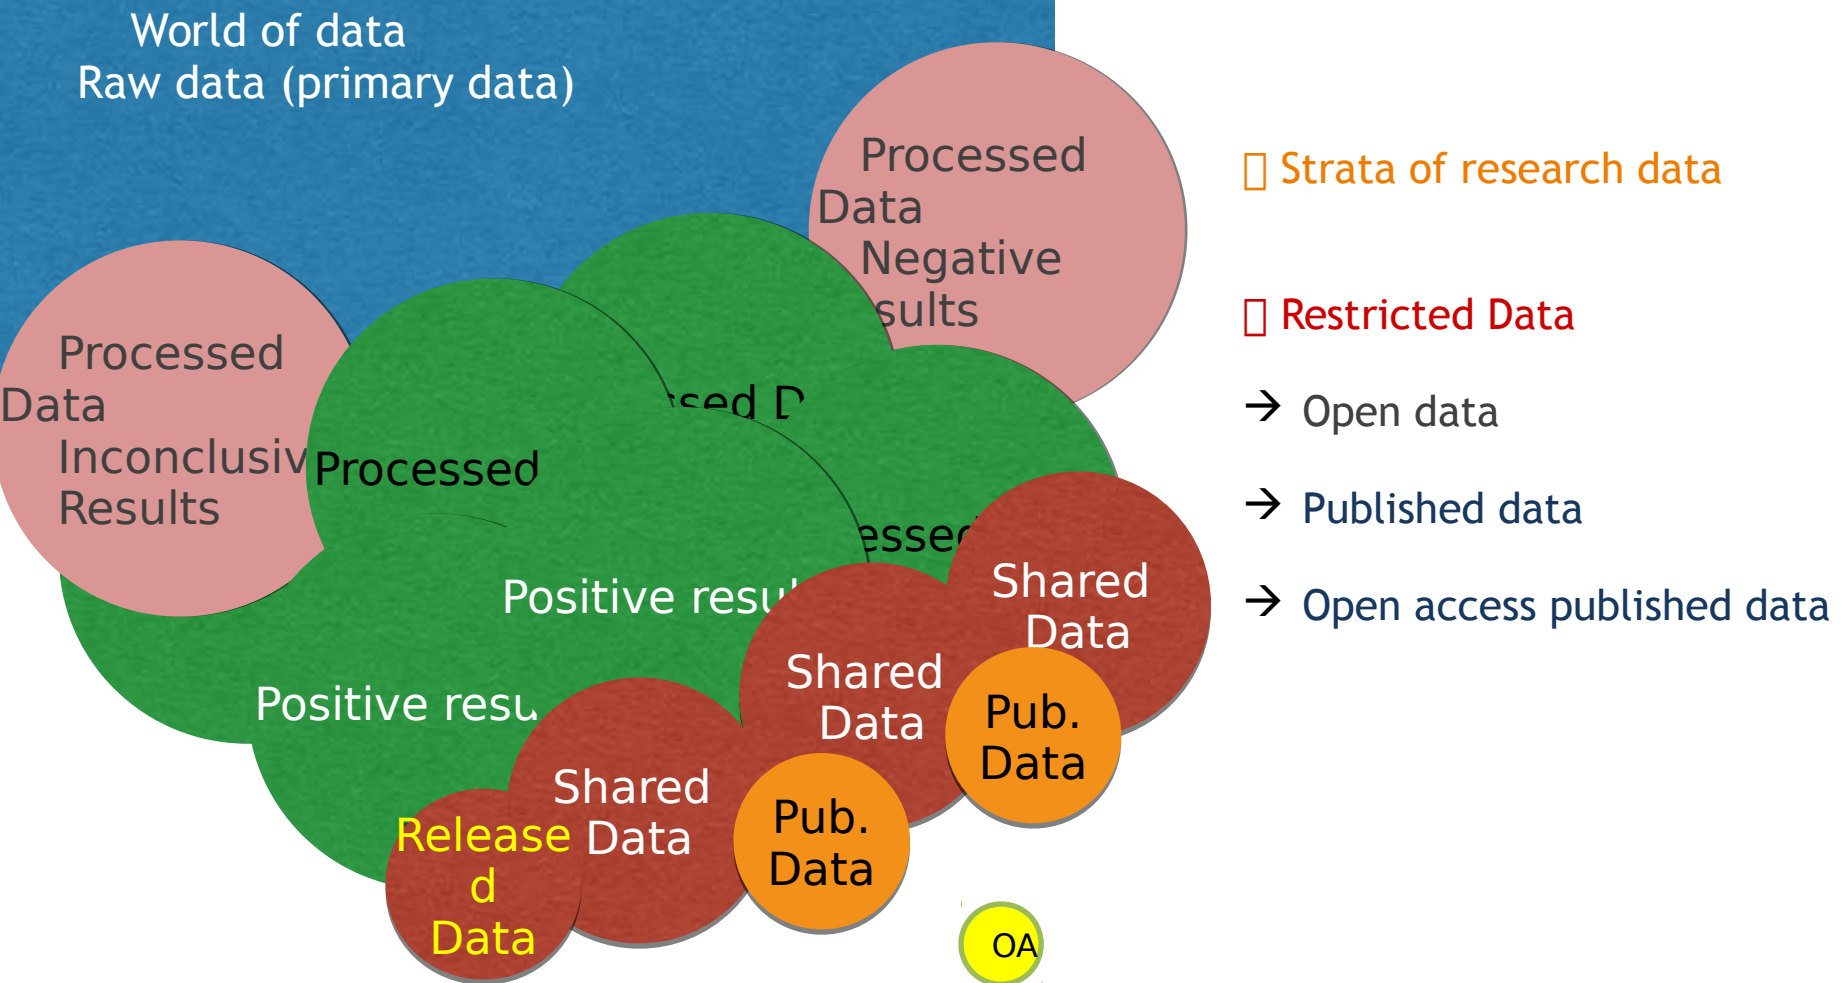 World of data
Raw data (primary data)
Processed
Data
Negative
sults
Processed
Data
Inconclusiv
Results
ssed D
Processed
essed
Positive resu
Positive resu
Shared
Data
Shared
Data
Shared
Data
Pub.
Data
Pub.
Data
Release
d
Data
OA
Strata of research data
Restricted Data
→ Open data
→ Published data
→ Open access published data